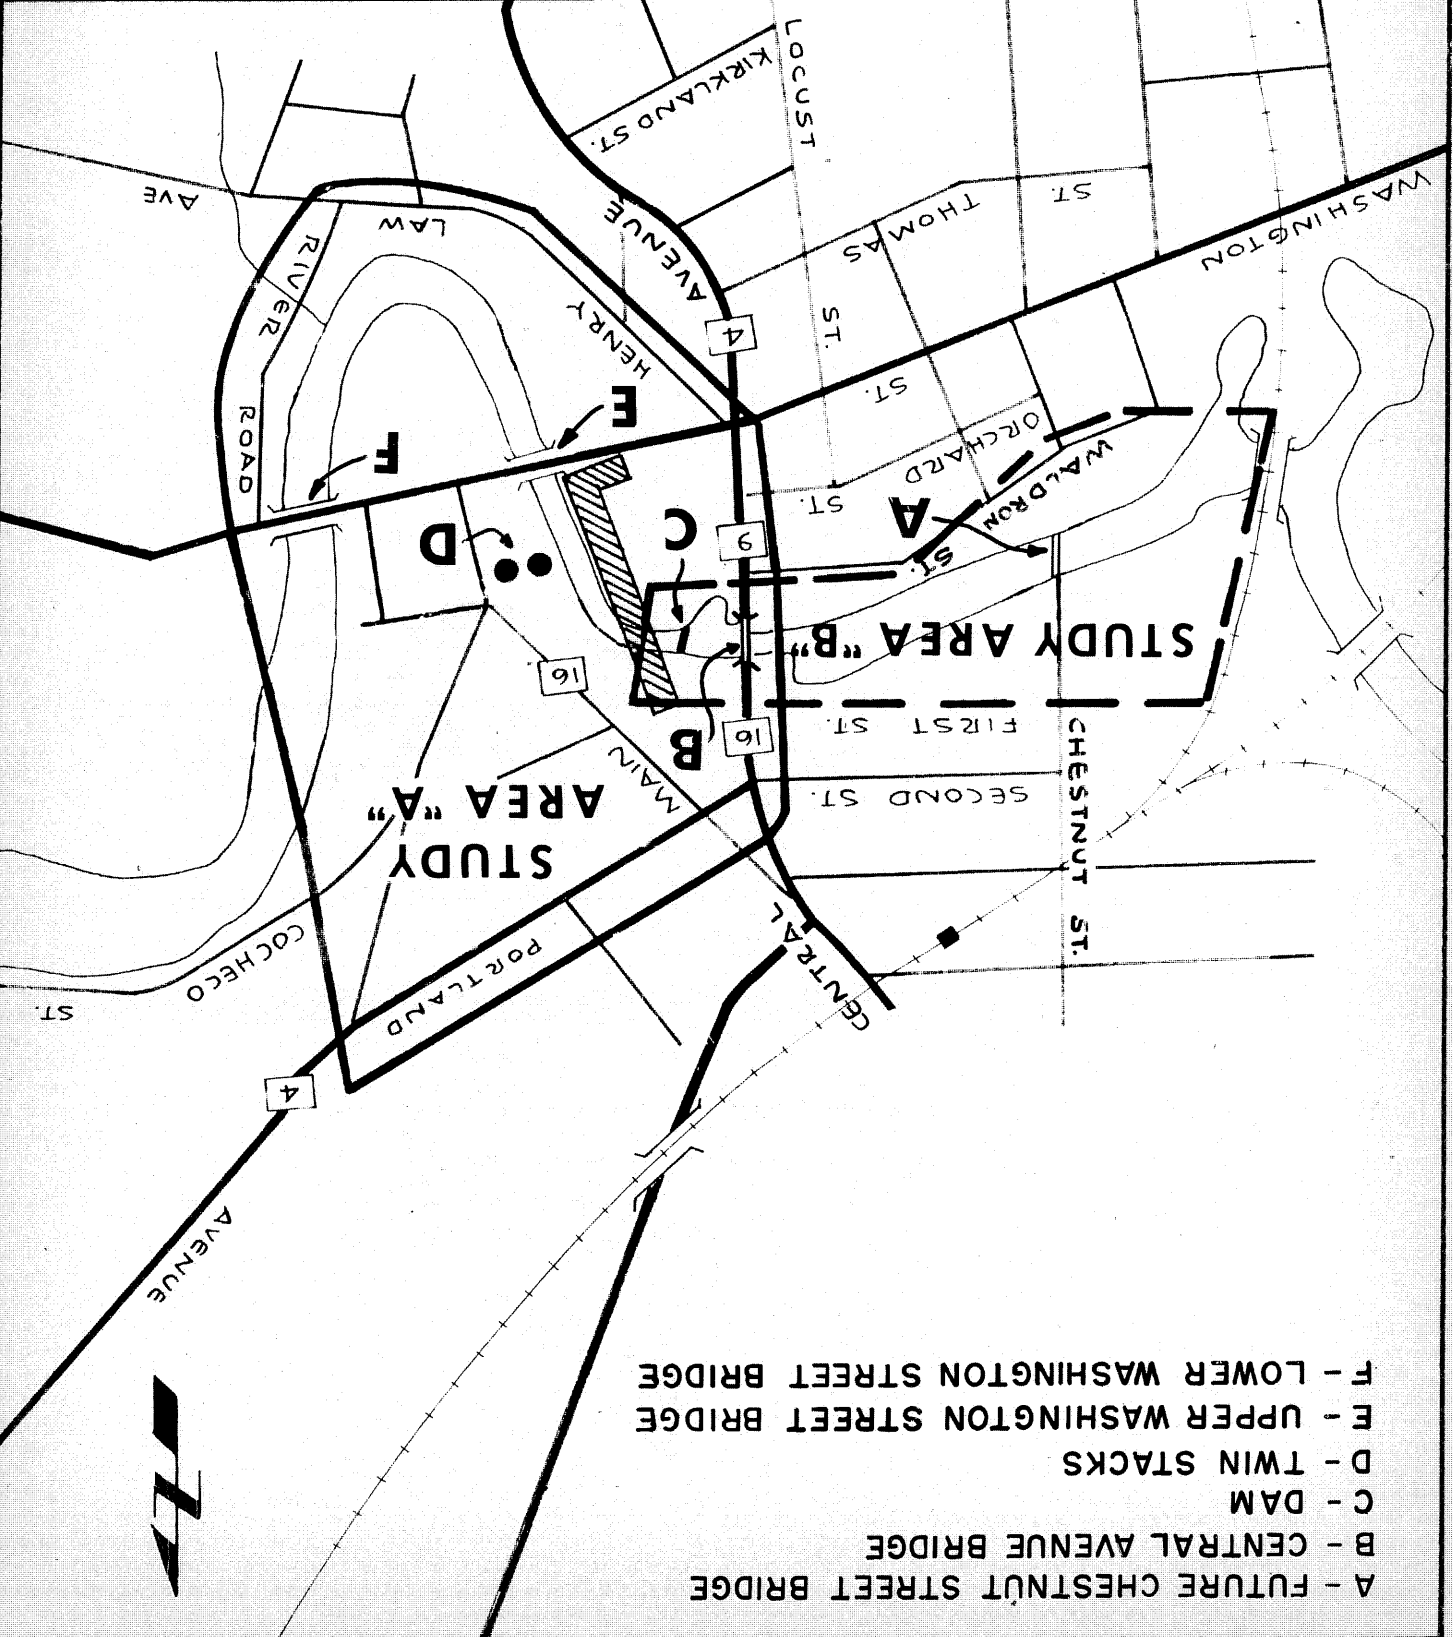 A - FUTURE CHESTNUT STREET BRIDGE
B - CENTRAL AVENUE BRIDGE
C - DAM
D - TWIN STACKS
E - UPPER WASHINGTON STREET BRIDGE
F - LOWER WASHINGTON STREET BRIDGE
AVENUE
4
ST.
COCHECO
PORTLAND
CENTRAL
CHESTNUT ST.
STUDY
AREA "A"
SECOND ST.
MAIN
FIRST ST.
B
16
16
STUDY AREA "B"
C
D
9
A
WALDRON
ST.
ORCHARD
ST.
F
E
ROAD
RIVER
HENRY
LAW
AVE
4
AVENUE
ST.
WASHINGTON
ST.
THOMAS
ST.
LOCUST
KIRKLAND ST.